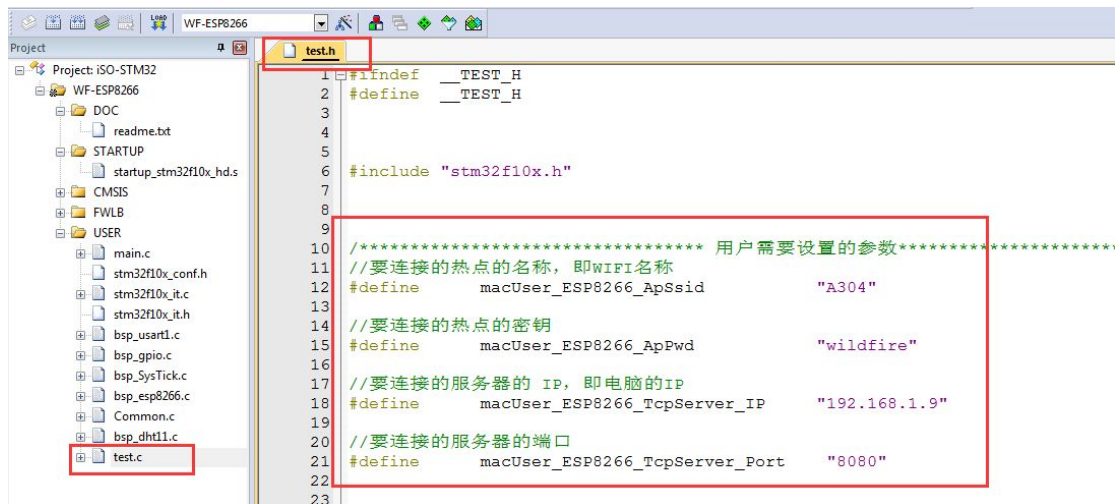 LOAD
WF-ESP8266
Project
Project: iSO-STM32
WF-ESP8266
DOC
readme.txt
STARTUP
startup_stm32f10x_hd.s
CMSIS
FWLB
USER
main.c
stm32f10x_conf.h
stm32f10x_it.c
stm32f10x_it.h
bsp_usart1.c
bsp_gpio.c
bsp_SysTick.c
bsp_esp8266.c
Common.c
bsp_dht11.c
test.c
test.h
1 #ifndef __TEST_H
2 #define __TEST_H
3
4
5
6 #include "stm32f10x.h"
7
8
9
10 /********************************** 用户需要设置的参数**********************
11 //要连接的热点的名称，即WIFI名称
12 #define macUser_ESP8266_ApSsid "A304"
13
14 //要连接的热点的密钥
15 #define macUser_ESP8266_ApPwd "wildfire"
16
17 //要连接的服务器的 IP，即电脑的IP
18 #define macUser_ESP8266_TcpServer_IP "192.168.1.9"
19
20 //要连接的服务器的端口
21 #define macUser_ESP8266_TcpServer_Port "8080"
22
23